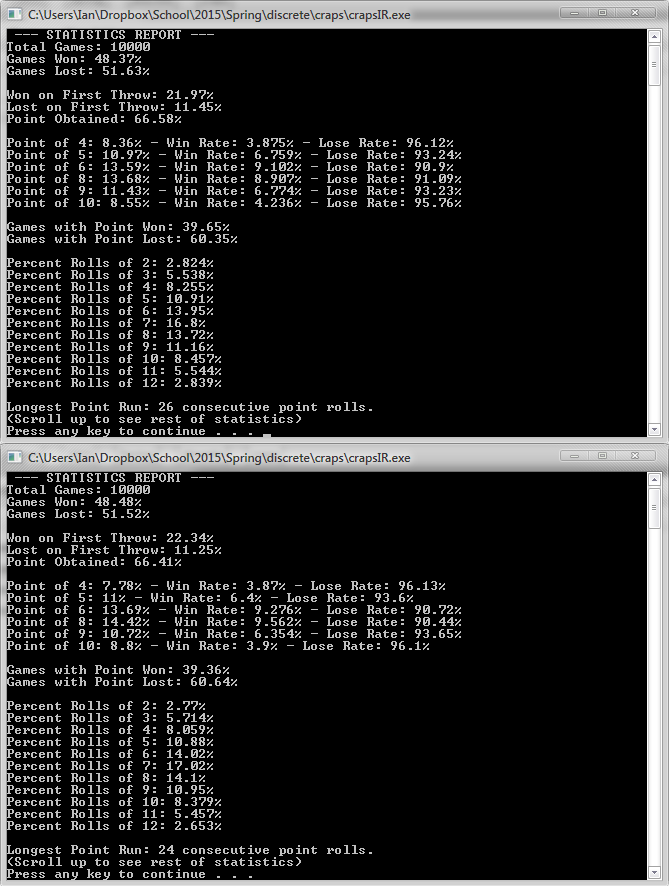 C:\Users\Ian\Dropbox\School\2015\Spring\discrete\craps\crapsIR.exe
--- STATISTICS REPORT ---
Total Games: 10000
Games Won: 48.37%
Games Lost: 51.63%
Won on First Throw: 21.97%
Lost on First Throw: 11.45%
Point Obtained: 66.58%
Point of 4: 8.36% - Win Rate: 3.875% - Lose Rate: 96.12%
Point of 5: 10.97% - Win Rate: 6.759% - Lose Rate: 93.24%
Point of 6: 13.59% - Win Rate: 9.102% - Lose Rate: 90.9%
Point of 8: 13.68% - Win Rate: 8.907% - Lose Rate: 91.09%
Point of 9: 11.43% - Win Rate: 6.774% - Lose Rate: 93.23%
Point of 10: 8.55% - Win Rate: 4.236% - Lose Rate: 95.76%
Games with Point Won: 39.65%
Games with Point Lost: 60.35%
Percent Rolls of 2: 2.824%
Percent Rolls of 3: 5.538%
Percent Rolls of 4: 8.255%
Percent Rolls of 5: 10.91%
Percent Rolls of 6: 13.95%
Percent Rolls of 7: 16.8%
Percent Rolls of 8: 13.72%
Percent Rolls of 9: 11.16%
Percent Rolls of 10: 8.457%
Percent Rolls of 11: 5.544%
Percent Rolls of 12: 2.839%
Longest Point Run: 26 consecutive point rolls.
(Scroll up to see rest of statistics)
Press any key to continue . . .
C:\Users\Ian\Dropbox\School\2015\Spring\discrete\craps\crapsIR.exe
--- STATISTICS REPORT ---
Total Games: 10000
Games Won: 48.48%
Games Lost: 51.52%
Won on First Throw: 22.34%
Lost on First Throw: 11.25%
Point Obtained: 66.41%
Point of 4: 7.78% - Win Rate: 3.87% - Lose Rate: 96.13%
Point of 5: 11% - Win Rate: 6.4% - Lose Rate: 93.6%
Point of 6: 13.69% - Win Rate: 9.276% - Lose Rate: 90.72%
Point of 8: 14.42% - Win Rate: 9.562% - Lose Rate: 90.44%
Point of 9: 10.72% - Win Rate: 6.354% - Lose Rate: 93.65%
Point of 10: 8.8% - Win Rate: 3.9% - Lose Rate: 96.1%
Games with Point Won: 39.36%
Games with Point Lost: 60.64%
Percent Rolls of 2: 2.77%
Percent Rolls of 3: 5.714%
Percent Rolls of 4: 8.059%
Percent Rolls of 5: 10.88%
Percent Rolls of 6: 14.02%
Percent Rolls of 7: 17.02%
Percent Rolls of 8: 14.1%
Percent Rolls of 9: 10.95%
Percent Rolls of 10: 8.379%
Percent Rolls of 11: 5.457%
Percent Rolls of 12: 2.653%
Longest Point Run: 24 consecutive point rolls.
(Scroll up to see rest of statistics)
Press any key to continue . . .